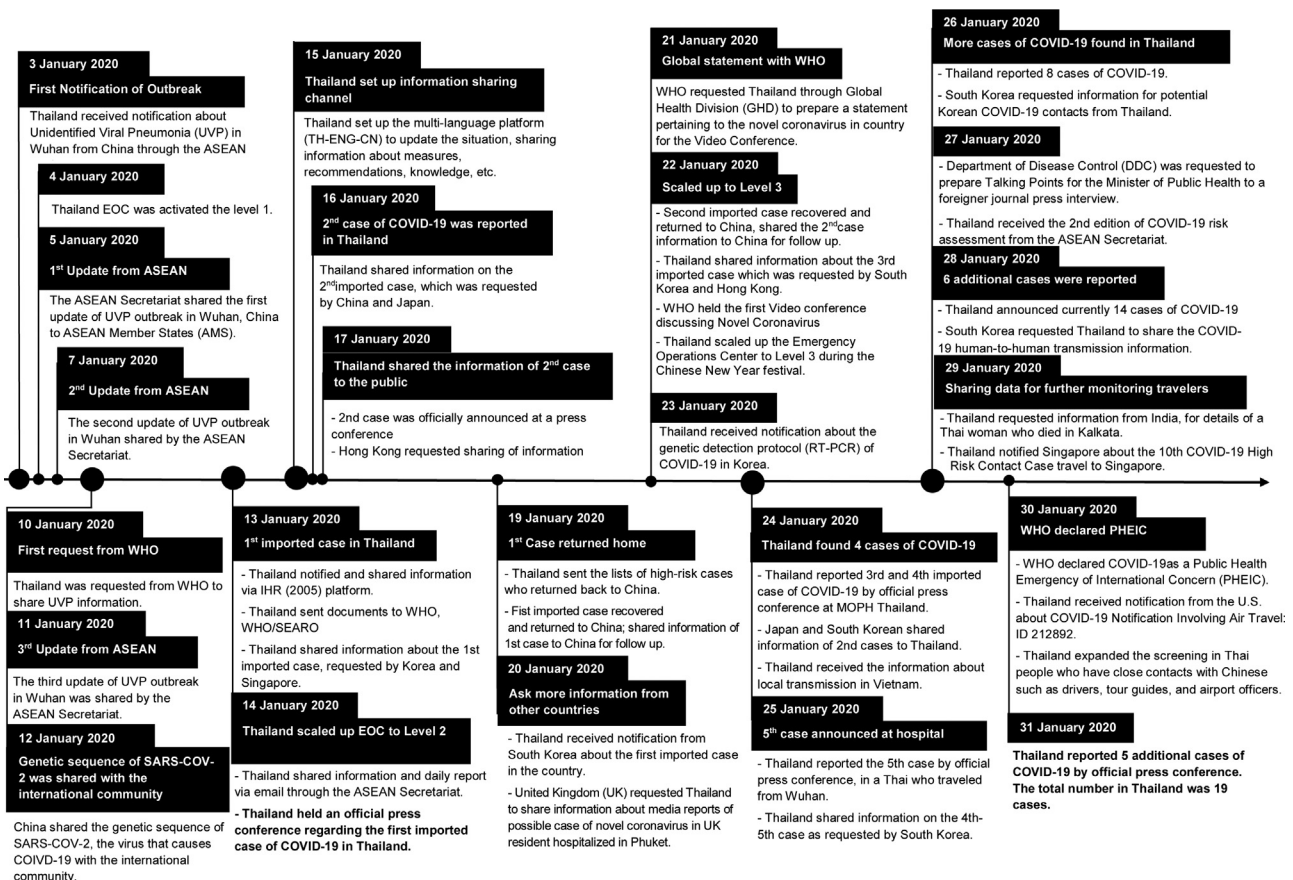 3 January 2020
First Notification of Outbreak
Thailand received notification about
Unidentified Viral Pneumonia (UVP) in
Wuhan from China through the ASEAN
4 January 2020
Thailand EOC was activated the level 1.
5 January 2020
1st Update from ASEAN
The ASEAN Secretariat shared the first
update of UVP outbreak in Wuhan, China
to ASEAN Member States (AMS).
7 January 2020
2nd Update from ASEAN
The second update of UVP outbreak
in Wuhan shared by the ASEAN
Secretariat.
10 January 2020
First request from WHO
Thailand was requested from WHO to
share UVP information.
11 January 2020
3rd Update from ASEAN
The third update of UVP outbreak
in Wuhan was shared by the
ASEAN Secretariat.
12 January 2020
Genetic sequence of SARS-COV-
2 was shared with the
international community
China shared the genetic sequence of
SARS-COV-2, the virus that causes
COIVD-19 with the international
community.
13 January 2020
1st imported case in Thailand
- Thailand notified and shared information
via IHR (2005) platform.
- Thailand sent documents to WHO,
WHO/SEARO
- Thailand shared information about the 1st
imported case, requested by Korea and
Singapore.
14 January 2020
Thailand scaled up EOC to Level 2
- Thailand shared information and daily report
via email through the ASEAN Secretariat.
- Thailand held an official press
conference regarding the first imported
case of COVID-19 in Thailand.
15 January 2020
Thailand set up information sharing
channel
Thailand set up the multi-language platform
(TH-ENG-CN) to update the situation, sharing
information about measures,
recommendations, knowledge, etc.
16 January 2020
2nd case of COVID-19 was reported
in Thailand
Thailand shared information on the
2ndimported case, which was requested
by China and Japan.
17 January 2020
Thailand shared the information of 2nd case
to the public
- 2nd case was officially announced at a press
conference
- Hong Kong requested sharing of information
19 January 2020
1st Case returned home
- Thailand sent the lists of high-risk cases
who returned back to China.
- Fist imported case recovered
and returned to China; shared information of
1st case to China for follow up.
20 January 2020
Ask more information from
other countries
- Thailand received notification from
South Korea about the first imported case
in the country.
- United Kingdom (UK) requested Thailand
to share information about media reports of
possible case of novel coronavirus in UK
resident hospitalized in Phuket.
21 January 2020
Global statement with WHO
WHO requested Thailand through Global
Health Division (GHD) to prepare a statement
pertaining to the novel coronavirus in country
for the Video Conference.
22 January 2020
Scaled up to Level 3
- Second imported case recovered and
returned to China, shared the 2ndcase
information to China for follow up.
- Thailand shared information about the 3rd
imported case which was requested by South
Korea and Hong Kong.
- WHO held the first Video conference
discussing Novel Coronavirus
- Thailand scaled up the Emergency
Operations Center to Level 3 during the
Chinese New Year festival.
23 January 2020
Thailand received notification about the
genetic detection protocol (RT-PCR) of
COVID-19 in Korea.
24 January 2020
Thailand found 4 cases of COVID-19
- Thailand reported 3rd and 4th imported
case of COVID-19 by official press
conference at MOPH Thailand.
- Japan and South Korean shared
information of 2nd cases to Thailand.
- Thailand received the information about
local transmission in Vietnam.
25 January 2020
5th case announced at hospital
- Thailand reported the 5th case by official
press conference, in a Thai who traveled
from Wuhan.
- Thailand shared information on the 4th-
5th case as requested by South Korea.
26 January 2020
More cases of COVID-19 found in Thailand
- Thailand reported 8 cases of COVID-19.
- South Korea requested information for potential
Korean COVID-19 contacts from Thailand.
27 January 2020
- Department of Disease Control (DDC) was requested to
prepare Talking Points for the Minister of Public Health to a
foreigner journal press interview.
- Thailand received the 2nd edition of COVID-19 risk
assessment from the ASEAN Secretariat.
28 January 2020
6 additional cases were reported
- Thailand announced currently 14 cases of COVID-19
- South Korea requested Thailand to share the COVID-
19 human-to-human transmission information.
29 January 2020
Sharing data for further monitoring travelers
- Thailand requested information from India, for details of a
Thai woman who died in Kalkata.
- Thailand notified Singapore about the 10th COVID-19 High
Risk Contact Case travel to Singapore.
30 January 2020
WHO declared PHEIC
- WHO declared COVID-19as a Public Health
Emergency of International Concern (PHEIC).
- Thailand received notification from the U.S.
about COVID-19 Notification Involving Air Travel:
ID 212892.
- Thailand expanded the screening in Thai
people who have close contacts with Chinese
such as drivers, tour guides, and airport officers.
31 January 2020
Thailand reported 5 additional cases of
COVID-19 by official press conference.
The total number in Thailand was 19
cases.